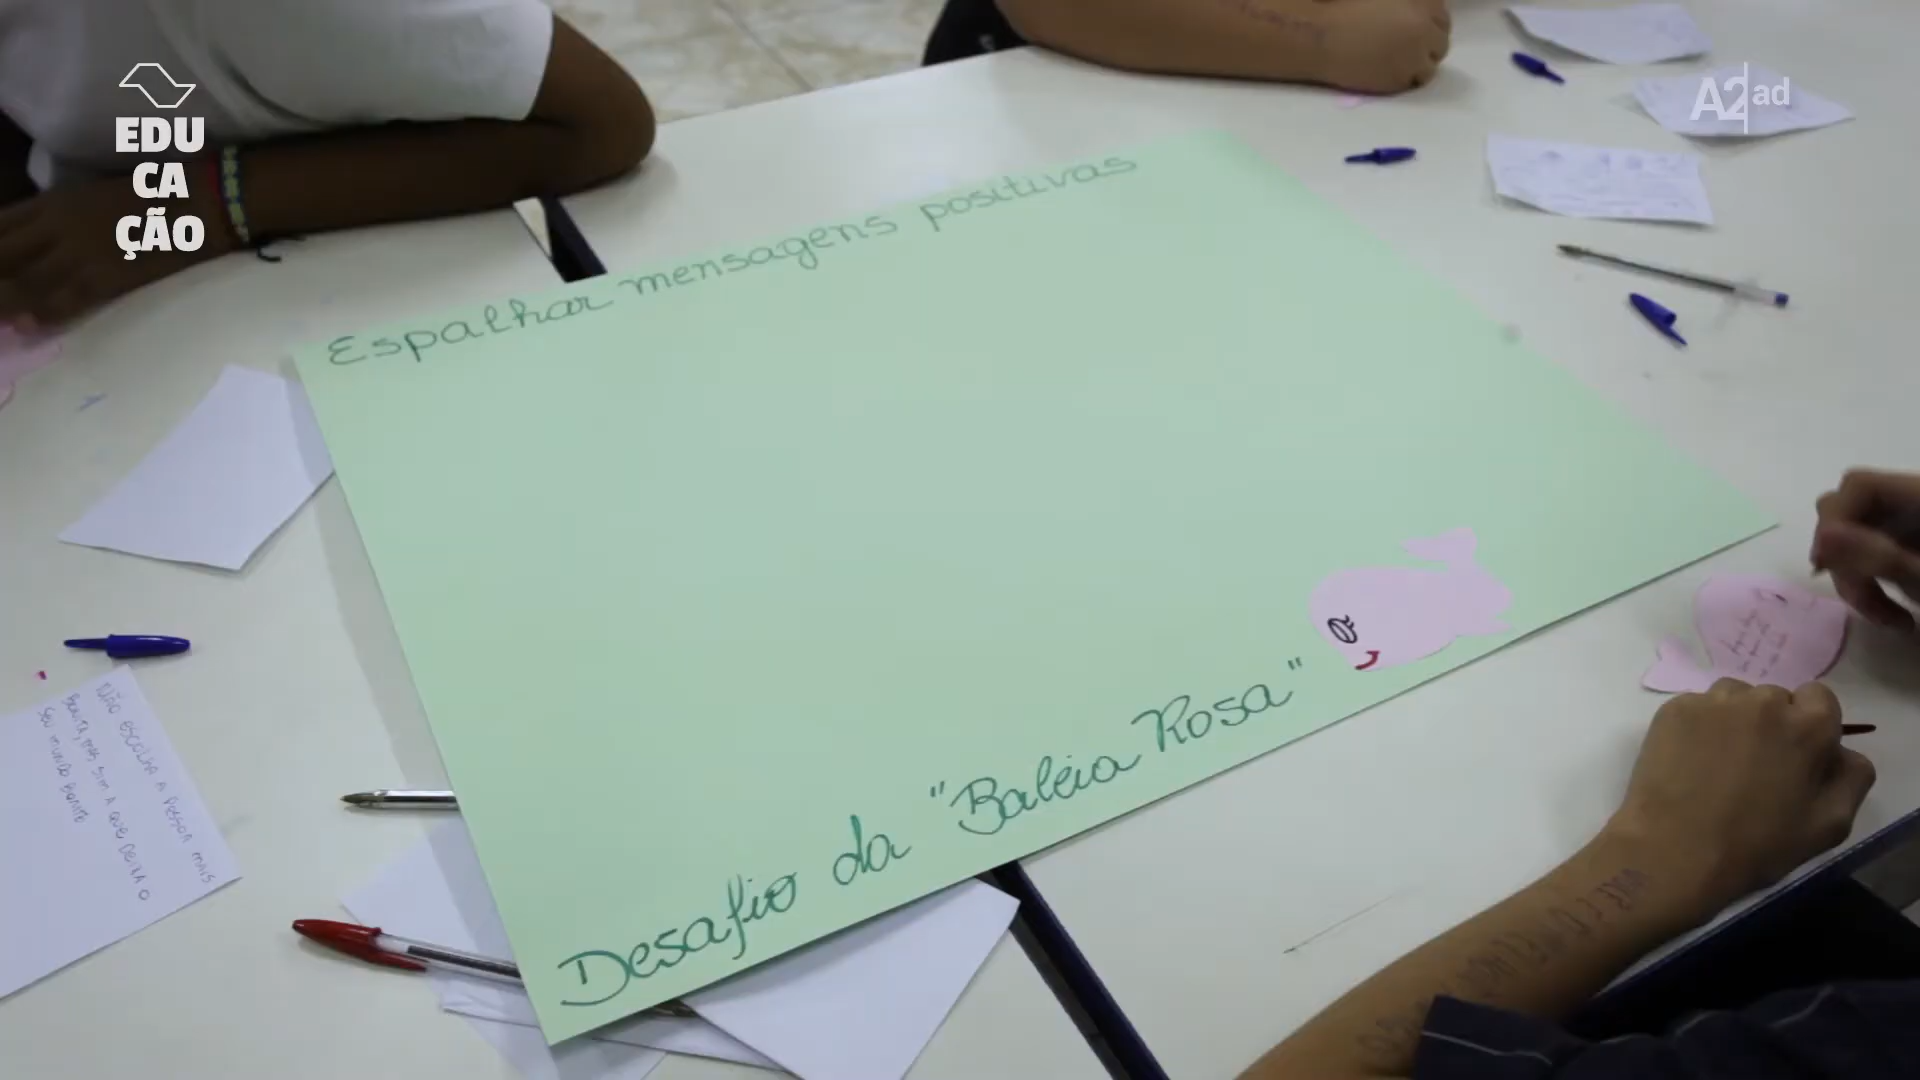 EDU
CA
ÇÃO
A2ad
Espalhar mensagens positivas
Desafio da "Baleia Rosa"
NÃO ESCOLHA A PESSOA MAIS
BONITA, MAS SIM A QUE DEIXA O
SEU MUNDO BONITO